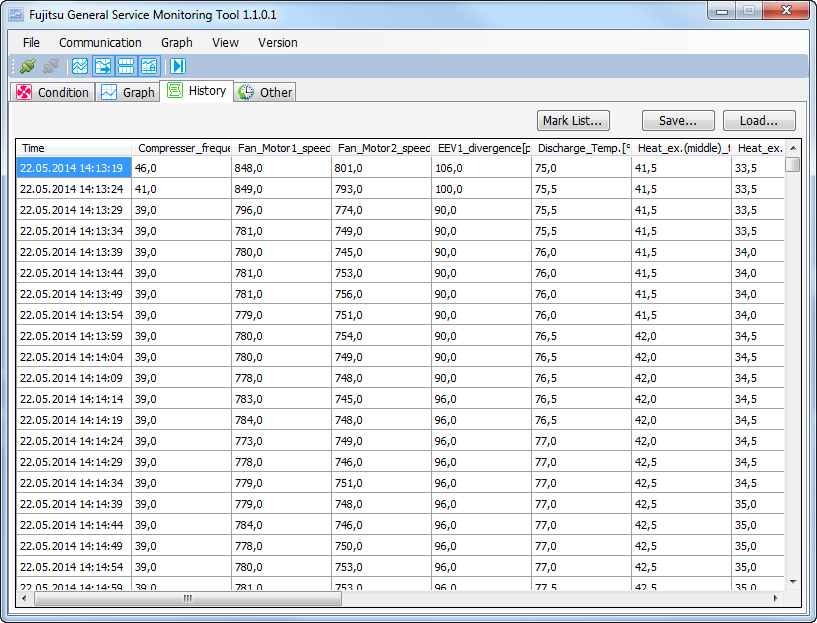 Fujitsu General Service Monitoring Tool 1.1.0.1
File Communication Graph View Version
Condition Graph History Other
Mark List... Save... Load...
Time Compresser_freque Fan_Motor1_speed Fan_Motor2_speed EEV1_divergence[p Discharge_Temp.[° Heat_ex.(middle)_t Heat_ex.
22.05.2014 14:13:19 46,0 848,0 801,0 106,0 75,0 41,5 33,5
22.05.2014 14:13:24 41,0 849,0 793,0 100,0 75,5 41,5 33,5
22.05.2014 14:13:29 39,0 796,0 774,0 90,0 75,5 41,5 33,5
22.05.2014 14:13:34 39,0 781,0 749,0 90,0 75,5 41,5 33,5
22.05.2014 14:13:39 39,0 780,0 745,0 90,0 76,0 41,5 34,0
22.05.2014 14:13:44 39,0 781,0 753,0 90,0 76,0 41,5 34,0
22.05.2014 14:13:49 39,0 781,0 756,0 90,0 76,0 41,5 34,0
22.05.2014 14:13:54 39,0 779,0 751,0 90,0 76,0 41,5 34,0
22.05.2014 14:13:59 39,0 780,0 754,0 90,0 76,5 42,0 34,5
22.05.2014 14:14:04 39,0 780,0 749,0 90,0 76,5 42,0 34,5
22.05.2014 14:14:09 39,0 778,0 748,0 90,0 76,5 42,0 34,5
22.05.2014 14:14:14 39,0 783,0 745,0 96,0 76,5 42,0 34,5
22.05.2014 14:14:19 39,0 784,0 748,0 96,0 76,5 42,0 34,5
22.05.2014 14:14:24 39,0 773,0 749,0 96,0 77,0 42,0 34,5
22.05.2014 14:14:29 39,0 778,0 746,0 96,0 77,0 42,5 34,5
22.05.2014 14:14:34 39,0 779,0 751,0 96,0 77,0 42,5 34,5
22.05.2014 14:14:39 39,0 779,0 748,0 96,0 77,0 42,5 35,0
22.05.2014 14:14:44 39,0 784,0 746,0 96,0 77,0 42,5 35,0
22.05.2014 14:14:49 39,0 778,0 750,0 96,0 77,0 42,5 35,0
22.05.2014 14:14:54 39,0 780,0 753,0 96,0 77,0 42,5 35,0
22.05.2014 14:14:59 39,0 781,0 753,0 96,0 77,5 42,5 35,0